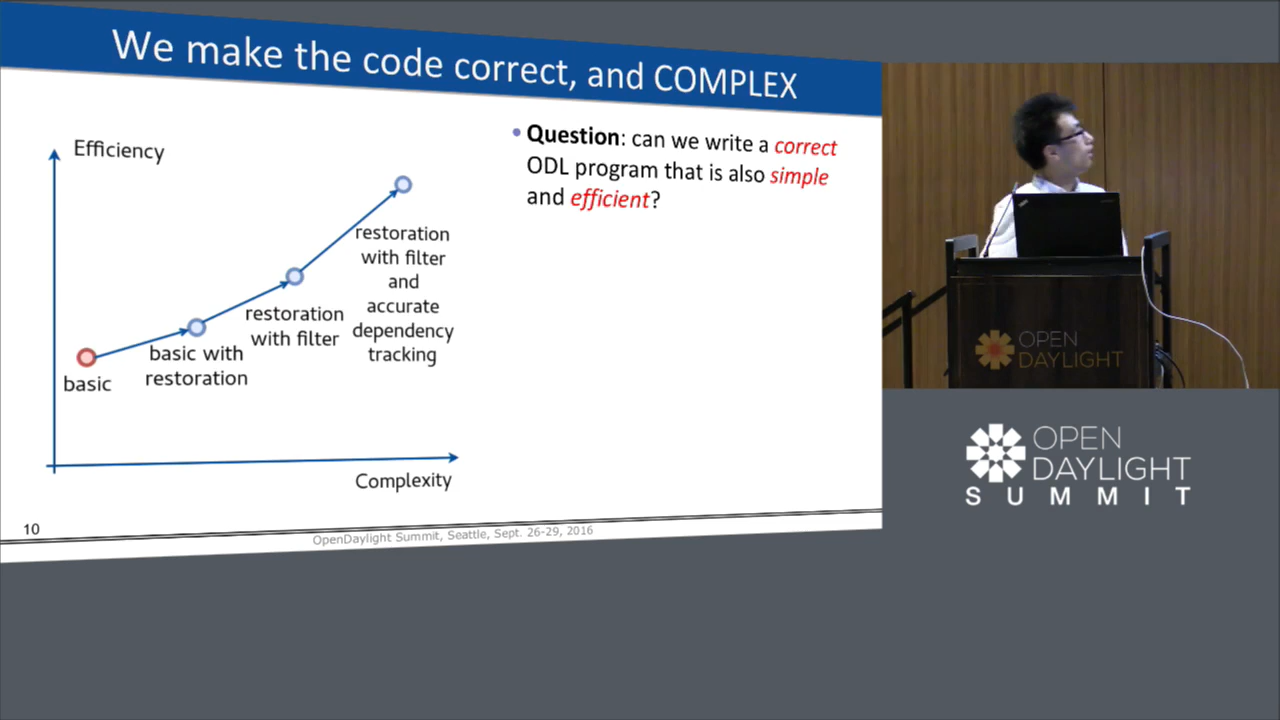 We make the code correct, and COMPLEX
Efficiency
basic
basic with
restoration
restoration
with filter
restoration
with filter
and
accurate
dependency
tracking
Complexity
• Question: can we write a correct
ODL program that is also simple
and efficient?
10
OpenDaylight Summit, Seattle, Sept. 26-29, 2016
OPEN
DAYLIGHT
OPEN
DAYLIGHT
SUMMIT